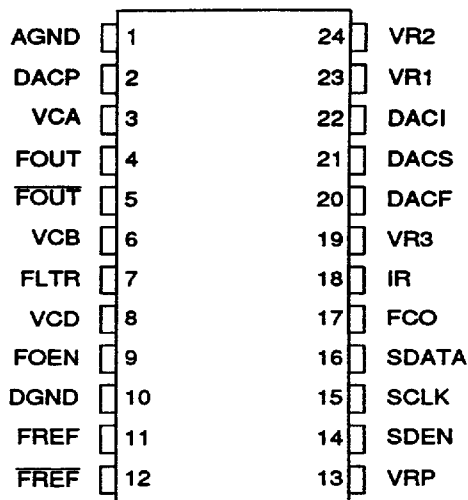 AGND 1 24 VR2
DACP 2 23 VR1
VCA 3 22 DACI
FOUT 4 21 DACS
F̅O̅U̅T̅ 5 20 DACF
VCB 6 19 VR3
FLTR 7 18 IR
VCD 8 17 FCO
FOEN 9 16 SDATA
DGND 10 15 SCLK
FREF 11 14 SDEN
F̅R̅E̅F̅ 12 13 VRP